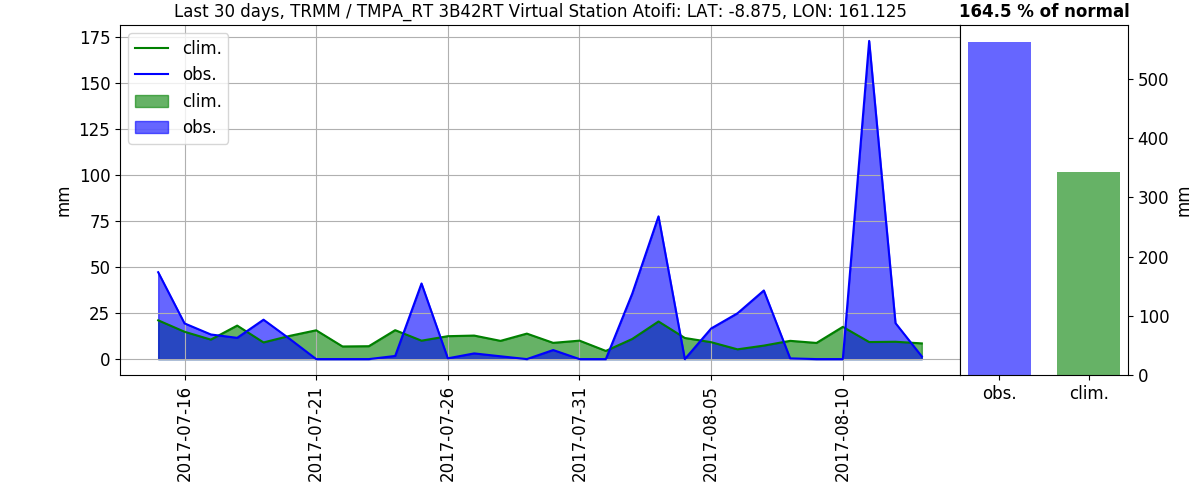 Last 30 days, TRMM / TMPA_RT 3B42RT Virtual Station Atoifi: LAT: -8.875, LON: 161.125
164.5 % of normal
clim.
obs.
clim.
obs.
175
150
125
100
75
50
25
0
mm
2017-07-16
2017-07-21
2017-07-26
2017-07-31
2017-08-05
2017-08-10
500
400
300
200
100
0
mm
obs.
clim.